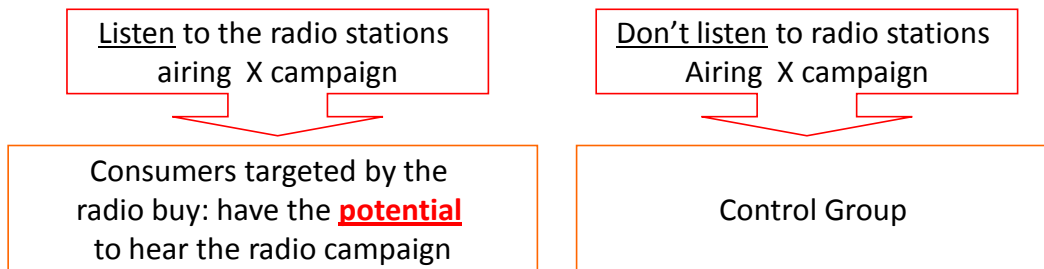 Listen to the radio stations
airing X campaign
Consumers targeted by the
radio buy: have the potential
to hear the radio campaign
Don’t listen to radio stations
Airing X campaign
Control Group